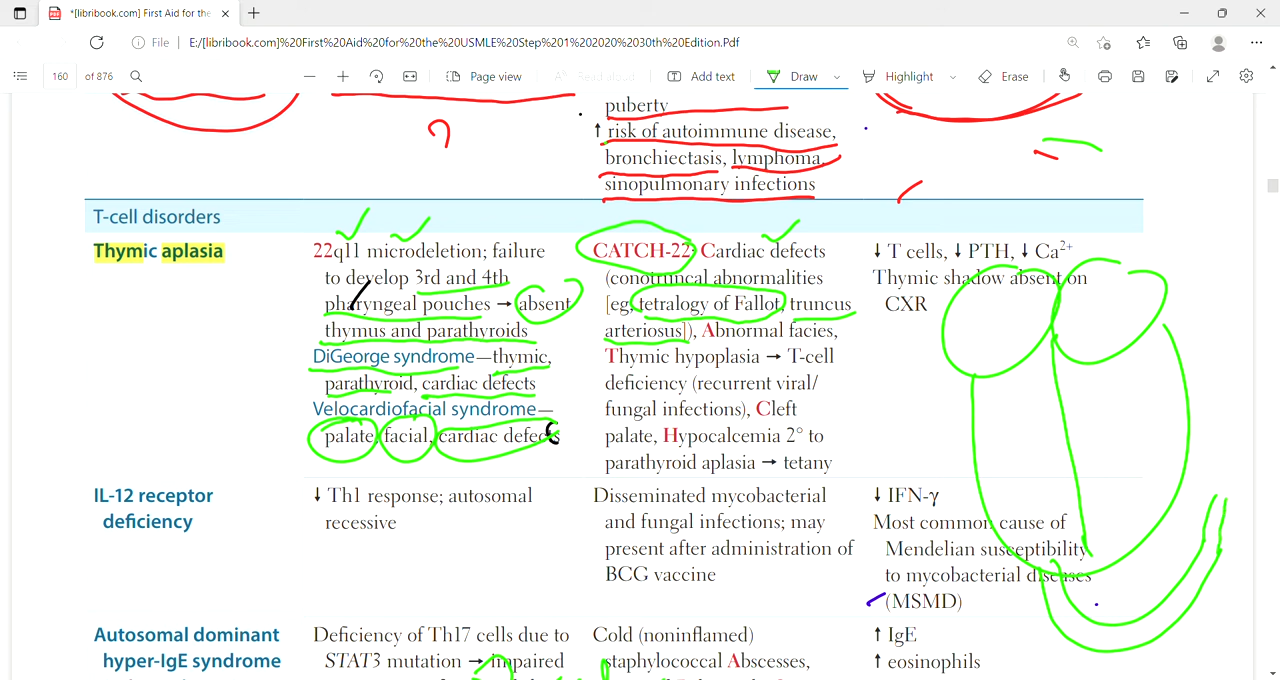 *[libribook.com] First Aid for the
File
E:/[libribook.com]%20First%20Aid%20for%20the%20USMLE%20Step%201%202020%2030th%20Edition.Pdf
160 of 876
Page view
Read aloud
Add text
Draw
Highlight
Erase
puberty
↑ risk of autoimmune disease,
bronchiectasis, lymphoma,
sinopulmonary infections
T-cell disorders
Thymic aplasia
22q11 microdeletion; failure
to develop 3rd and 4th
pharyngeal pouches → absent
thymus and parathyroids
DiGeorge syndrome—thymic,
parathyroid, cardiac defects
Velocardiofacial syndrome—
palate, facial, cardiac defects
CATCH-22: Cardiac defects
(conotruncal abnormalities
[eg, tetralogy of Fallot, truncus
arteriosus]), Abnormal facies,
Thymic hypoplasia → T-cell
deficiency (recurrent viral/
fungal infections), Cleft
palate, Hypocalcemia 2° to
parathyroid aplasia → tetany
↓ T cells, ↓ PTH, ↓ Ca2+
Thymic shadow absent on
CXR
IL-12 receptor
deficiency
↓ Th1 response; autosomal
recessive
Disseminated mycobacterial
and fungal infections; may
present after administration of
BCG vaccine
↓ IFN-γ
Most common cause of
Mendelian susceptibility
to mycobacterial diseases
(MSMD)
Autosomal dominant
hyper-IgE syndrome
Deficiency of Th17 cells due to
STAT3 mutation → impaired
Cold (noninflamed)
staphylococcal Abscesses,
↑ IgE
↑ eosinophils